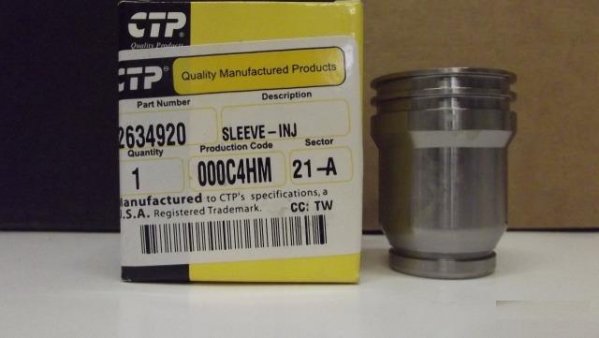 CTP
Quality Products
CTP® Quality Manufactured Products
Part Number Description
2634920 SLEEVE-INJ
Quantity Production Code Sector
1 000C4HM 21-A
anufactured to CTP's specifications, a
.S.A. Registered Trademark. CC: TW